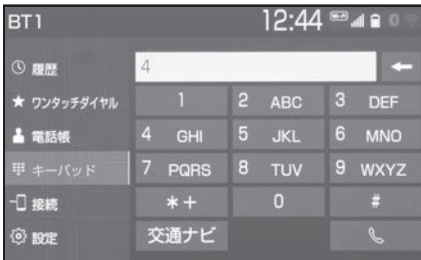 BT1 12:44 Wi-Fi
履歴
4
ワンタッチダイヤル
1
2 ABC
3 DEF
電話帳
4 GHI
5 JKL
6 MNO
キーパッド
7 PQRS
8 TUV
9 WXYZ
接続
*+
0
#
設定
交通ナビ